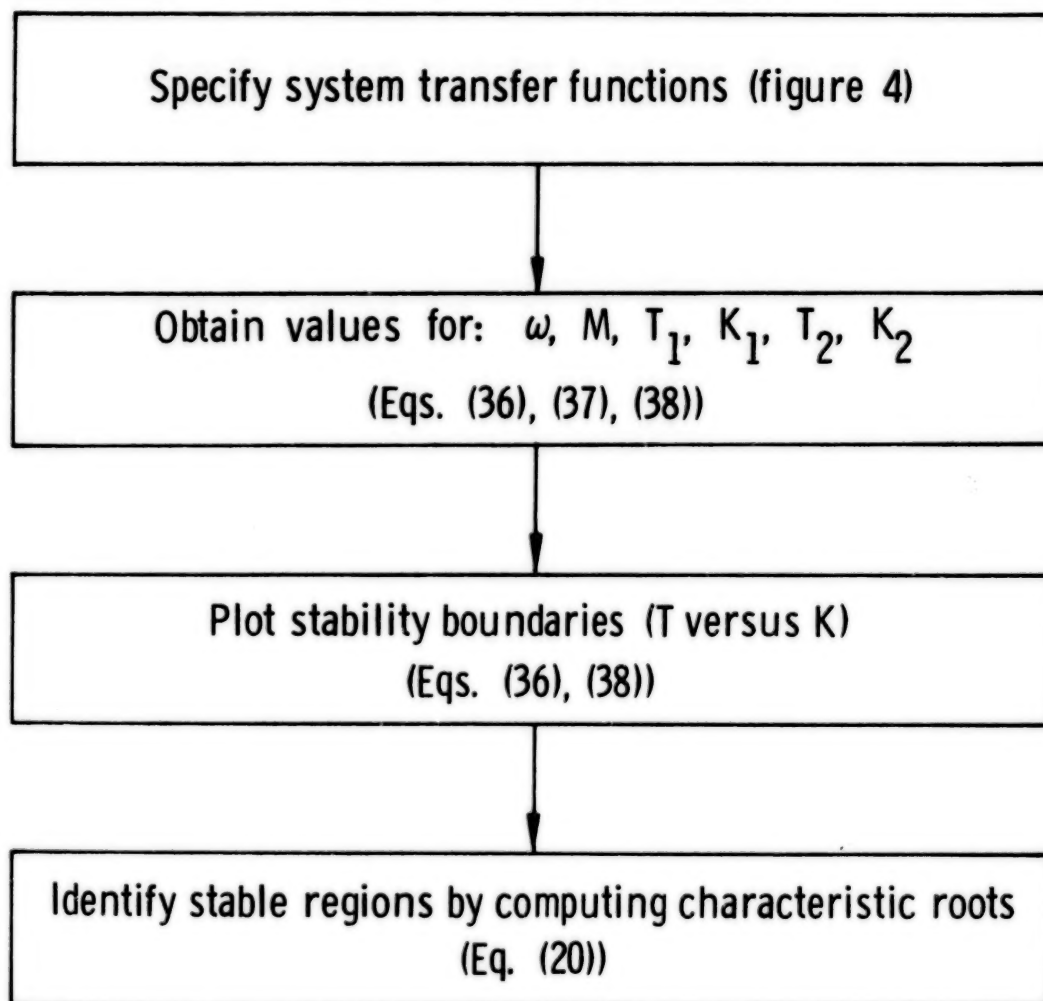 Specify system transfer functions (figure 4)
Obtain values for: ω, M, T₁, K₁, T₂, K₂
(Eqs. (36), (37), (38))
Plot stability boundaries (T versus K)
(Eqs. (36), (38))
Identify stable regions by computing characteristic roots
(Eq. (20))